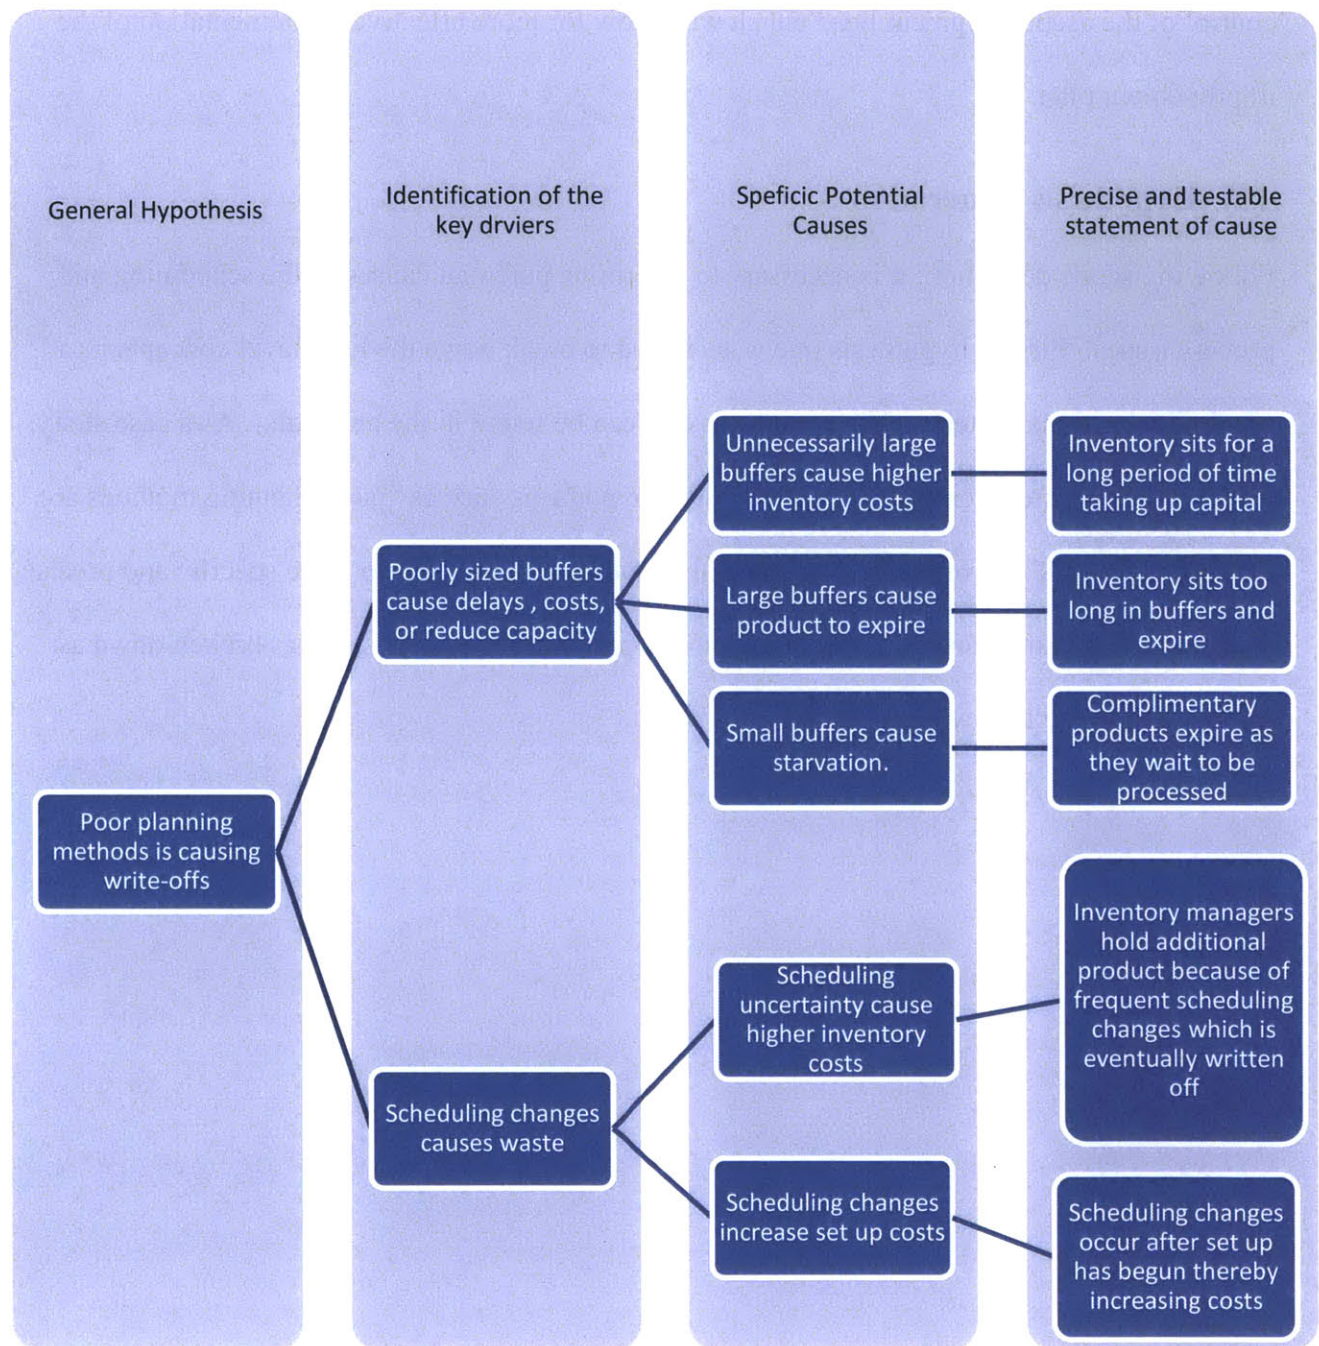 General Hypothesis
Identification of the
key drviers
Speficic Potential
Causes
Precise and testable
statement of cause
Poor planning
methods is causing
write-offs
Poorly sized buffers
cause delays , costs,
or reduce capacity
Scheduling changes
causes waste
Unnecessarily large
buffers cause higher
inventory costs
Large buffers cause
product to expire
Small buffers cause
starvation.
Scheduling
uncertainty cause
higher inventory
costs
Scheduling changes
increase set up costs
Inventory sits for a
long period of time
taking up capital
Inventory sits too
long in buffers and
expire
Complimentary
products expire as
they wait to be
processed
Inventory managers
hold additional
product because of
frequent scheduling
changes which is
eventually written
off
Scheduling changes
occur after set up
has begun thereby
increasing costs